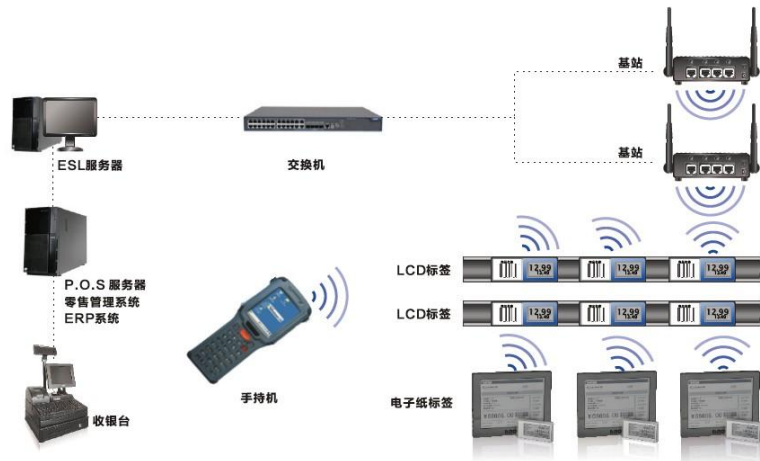 基站
基站
ESL服务器
交换机
P.O.S 服务器
零售管理系统
ERP系统
LCD标签
12.99
12.99
12.99
LCD标签
12.99
12.99
12.99
手持机
电子纸标签
收银台